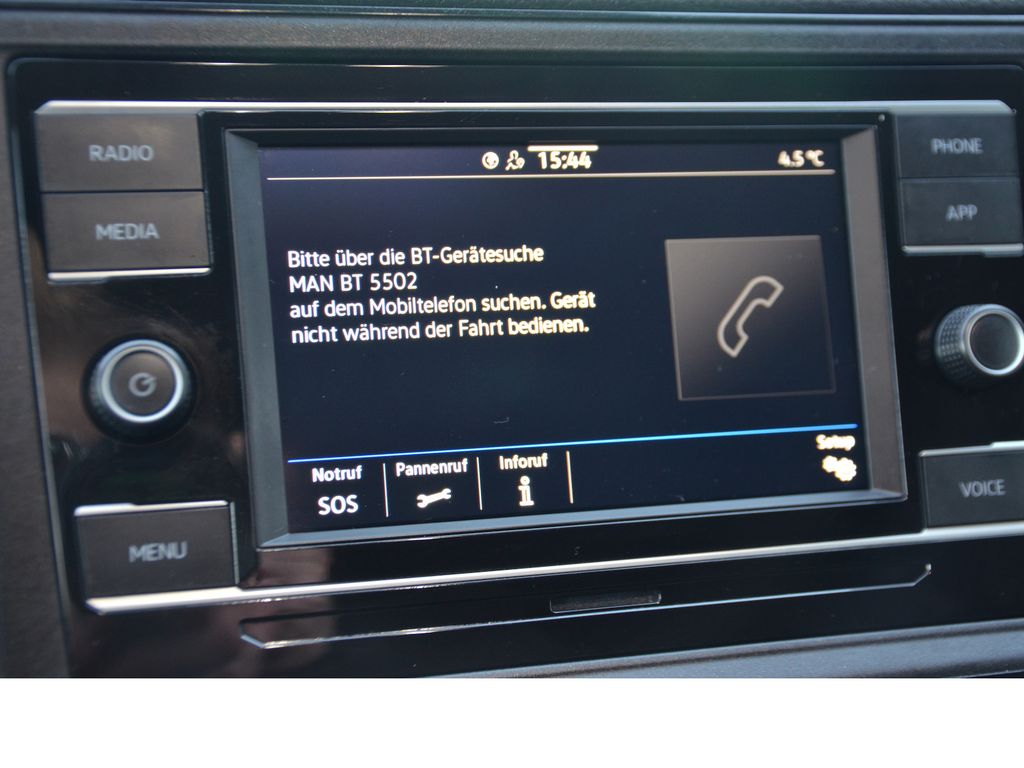 RADIO
MEDIA
MENU
15:44
4.5°C
Bitte über die BT-Gerätesuche
MAN BT 5502
auf dem Mobiltelefon suchen. Gerät
nicht während der Fahrt bedienen.
Notruf
SOS
Pannenruf
Inforuf
i
Setup
PHONE
APP
VOICE